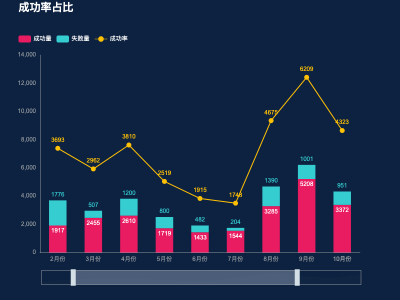 成功率占比
成功量 失败量 成功率
14,000
12,000
10,000
8,000
6,000
4,000
2,000
0
3693 2962 3810 2519 1915 1748 4675 6209 4323
1776 507 1200 800 482 204 1390 1001 951
1917 2455 2610 1719 1433 1544 3285 5208 3372
2月份 3月份 4月份 5月份 6月份 7月份 8月份 9月份 10月份